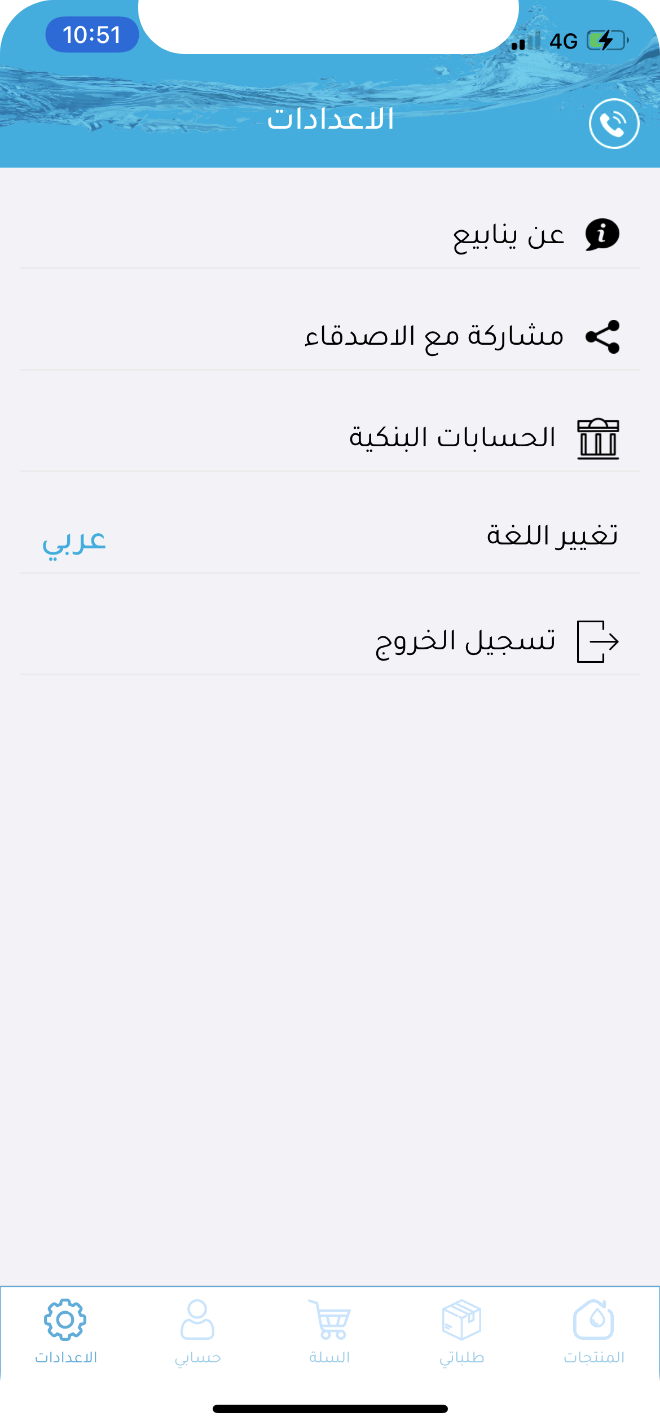 10:51
4G
الاعدادات
عن ينابيع
مشاركة مع الاصدقاء
الحسابات البنكية
تغيير اللغة
عربي
تسجيل الخروج
المنتجات
طلباتي
السلة
حسابي
الاعدادات